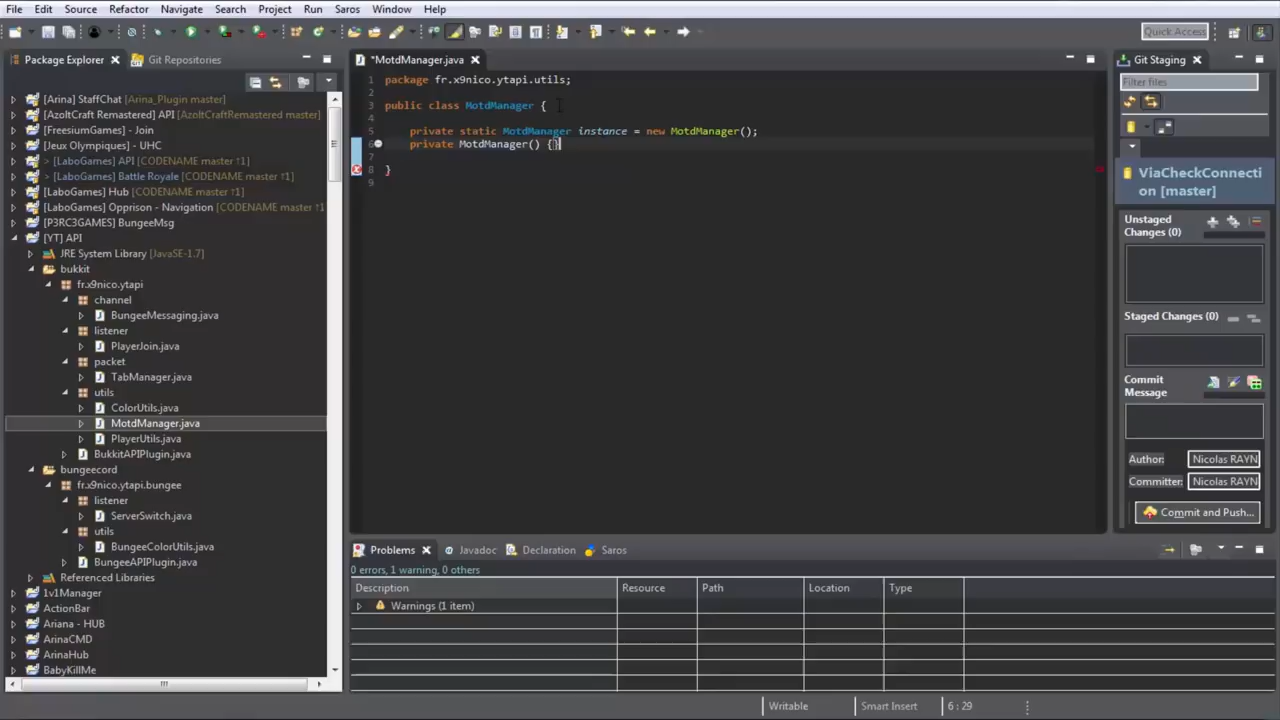 File Edit Source Refactor Navigate Search Project Run Saros Window Help
Quick Access
Package Explorer
Git Repositories
[Arina] StaffChat [Arina_Plugin master]
[AzoltCraft Remastered] API [AzoltCraftRemastered master]
[FreesiumGames] - Join
[Jeux Olympiques] - UHC
> [LaboGames] API [CODENAME master ↑1]
> [LaboGames] Battle Royale [CODENAME master ↑1]
[LaboGames] Hub [CODENAME master ↑1]
[LaboGames] Opprison - Navigation [CODENAME master ↑1]
[P3RC3GAMES] BungeeMsg
[YT] API
JRE System Library [JavaSE-1.7]
bukkit
fr.x9nico.ytapi
channel
BungeeMessaging.java
listener
PlayerJoin.java
packet
TabManager.java
utils
ColorUtils.java
MotdManager.java
PlayerUtils.java
BukkitAPIPlugin.java
bungeecord
fr.x9nico.ytapi.bungee
listener
ServerSwitch.java
utils
BungeeColorUtils.java
BungeeAPIPlugin.java
Referenced Libraries
1v1Manager
ActionBar
Ariana - HUB
ArinaCMD
ArinaHub
BabyKillMe
*MotdManager.java
1 package fr.x9nico.ytapi.utils;
2
3 public class MotdManager {
4
5 private static MotdManager instance = new MotdManager();
6 private MotdManager() {}
7
8 }
9
Git Staging
Filter files
ViaCheckConnecti
on [master]
Unstaged
Changes (0)
Staged Changes (0)
Commit
Message
Author: Nicolas RAYN
Committer: Nicolas RAYN
Commit and Push...
Problems Javadoc Declaration Saros
0 errors, 1 warning, 0 others
Description Resource Path Location Type
Warnings (1 item)
Writable Smart Insert 6 : 29